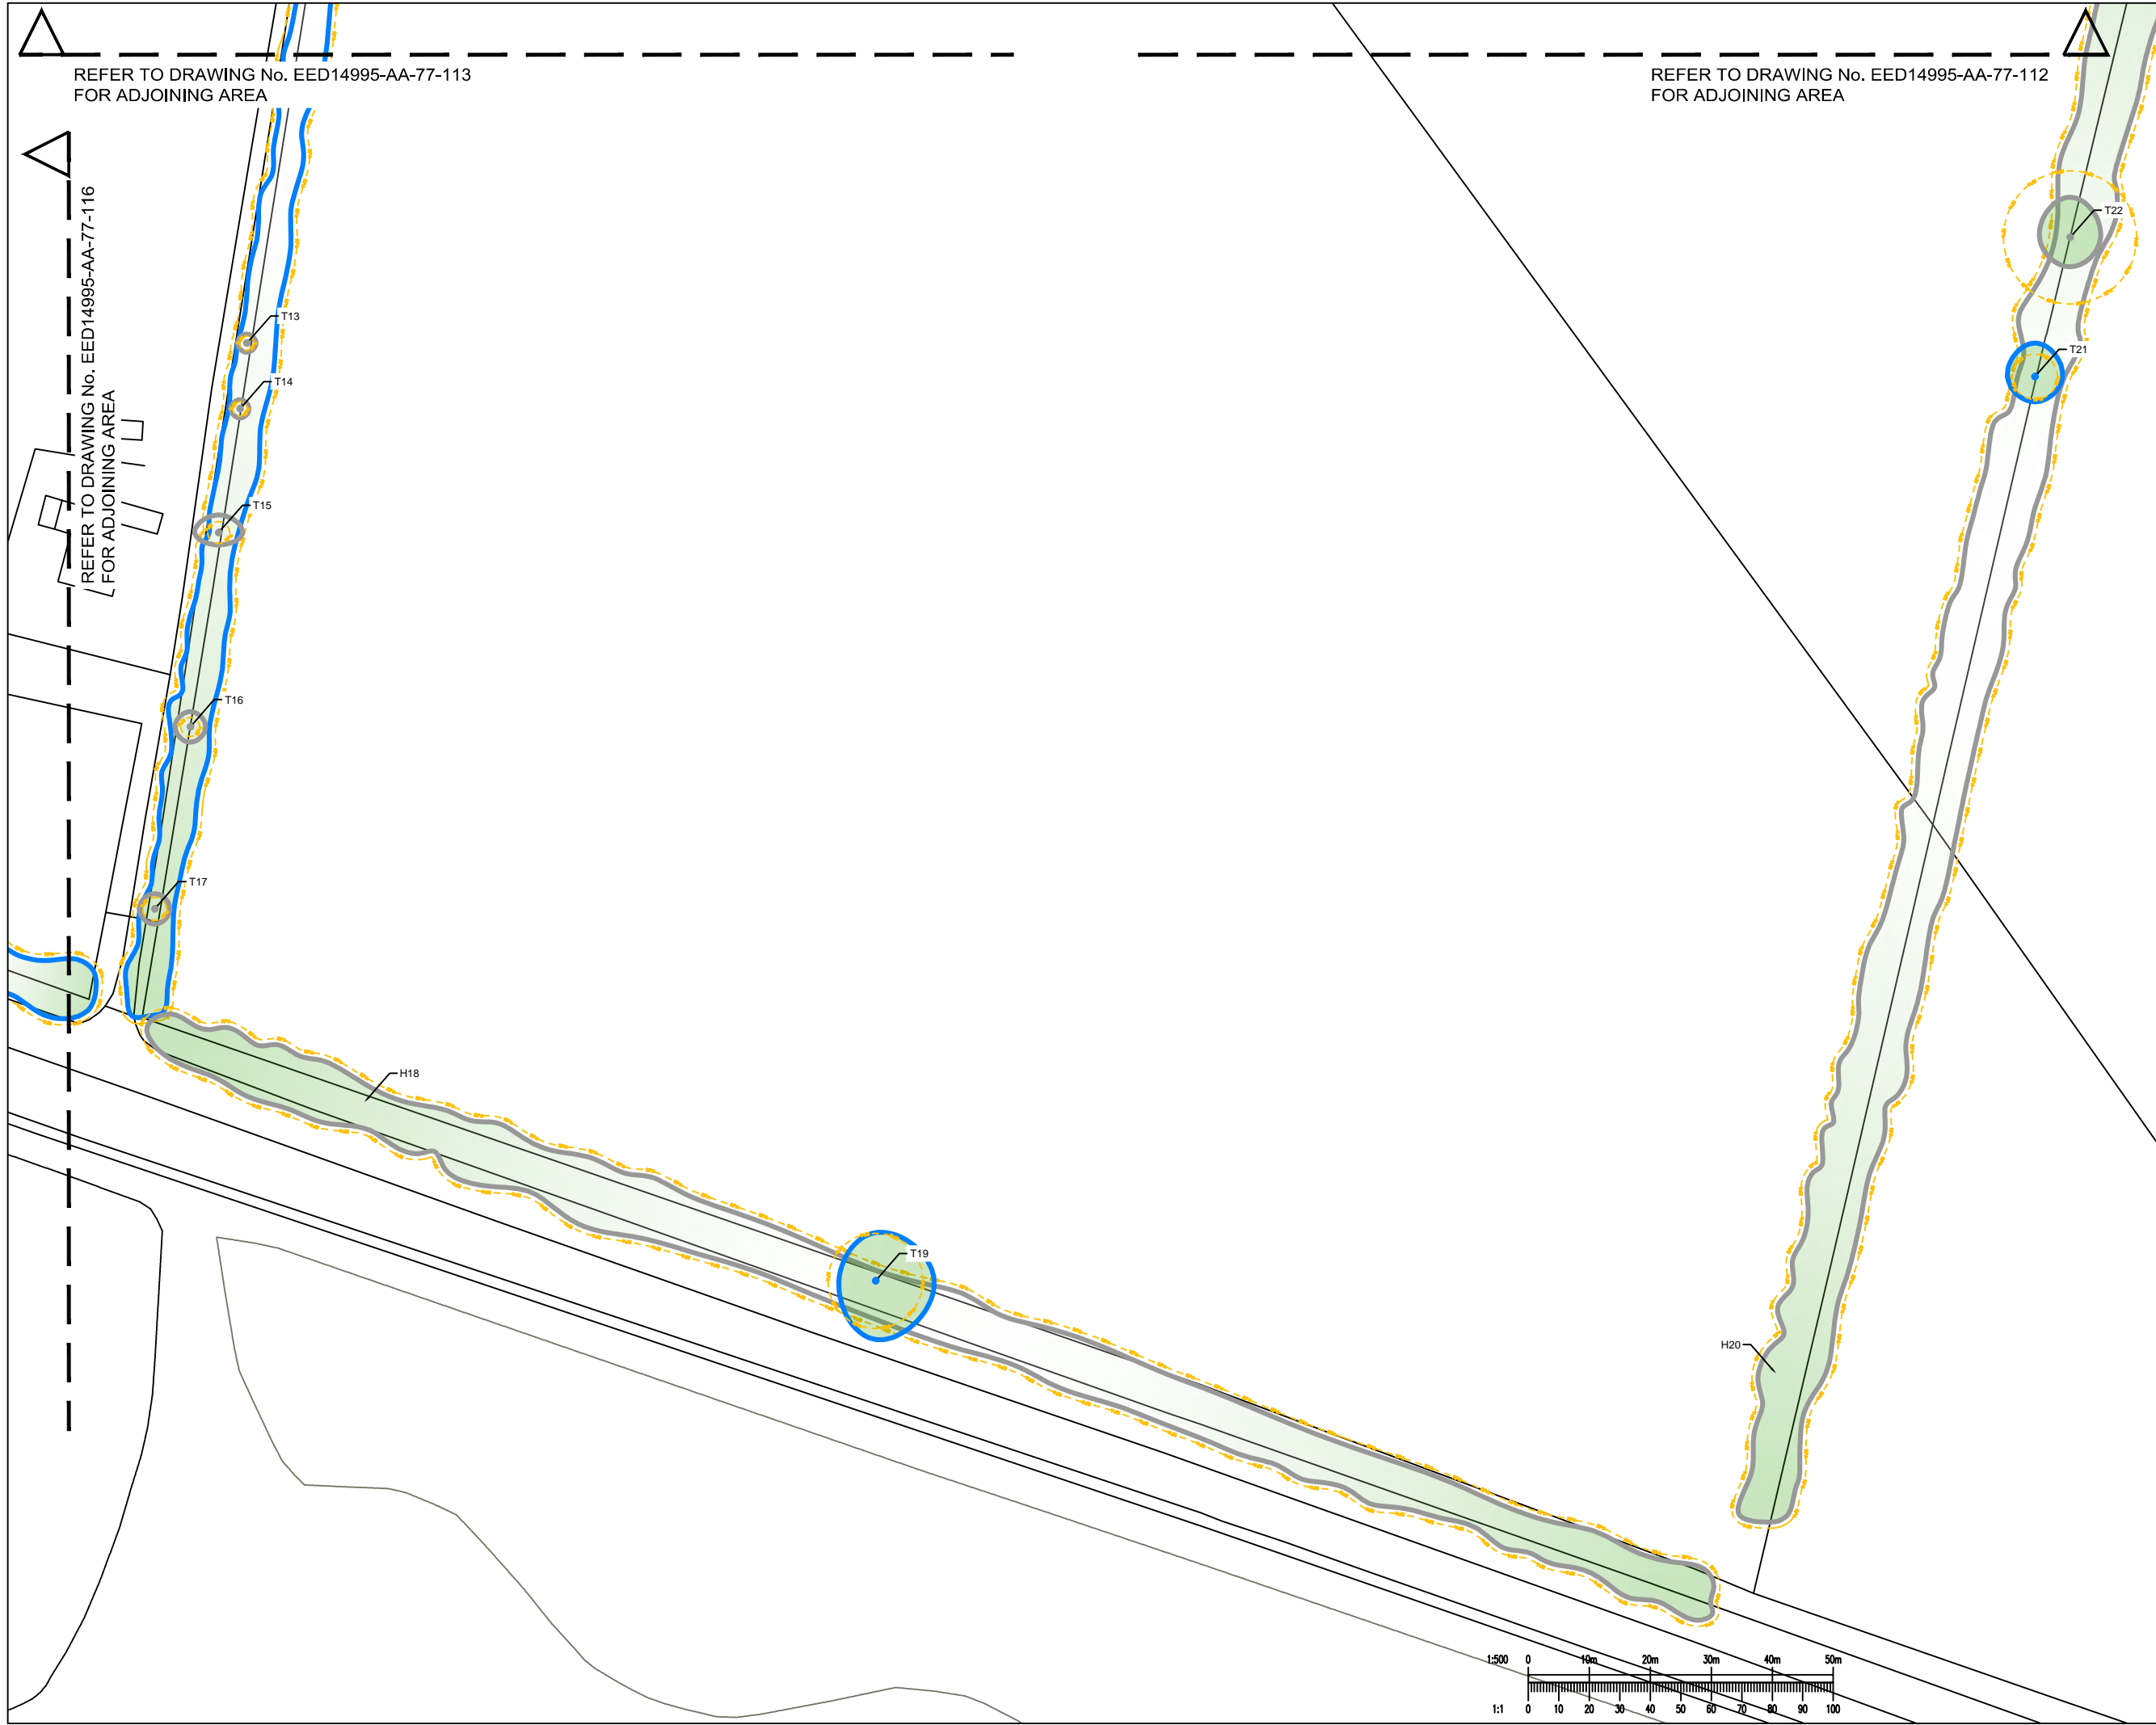 REFER TO DRAWING No. EED14995-AA-77-113
FOR ADJOINING AREA
REFER TO DRAWING No. EED14995-AA-77-112
FOR ADJOINING AREA
REFER TO DRAWING No. EED14995-AA-77-116
FOR ADJOINING AREA
T22
T13
T21
T14
T15
T16
T17
H18
T19
H20
1:500 0 10m 20m 30m 40m 50m
1:1 0 10 20 30 40 50 60 70 80 90 100